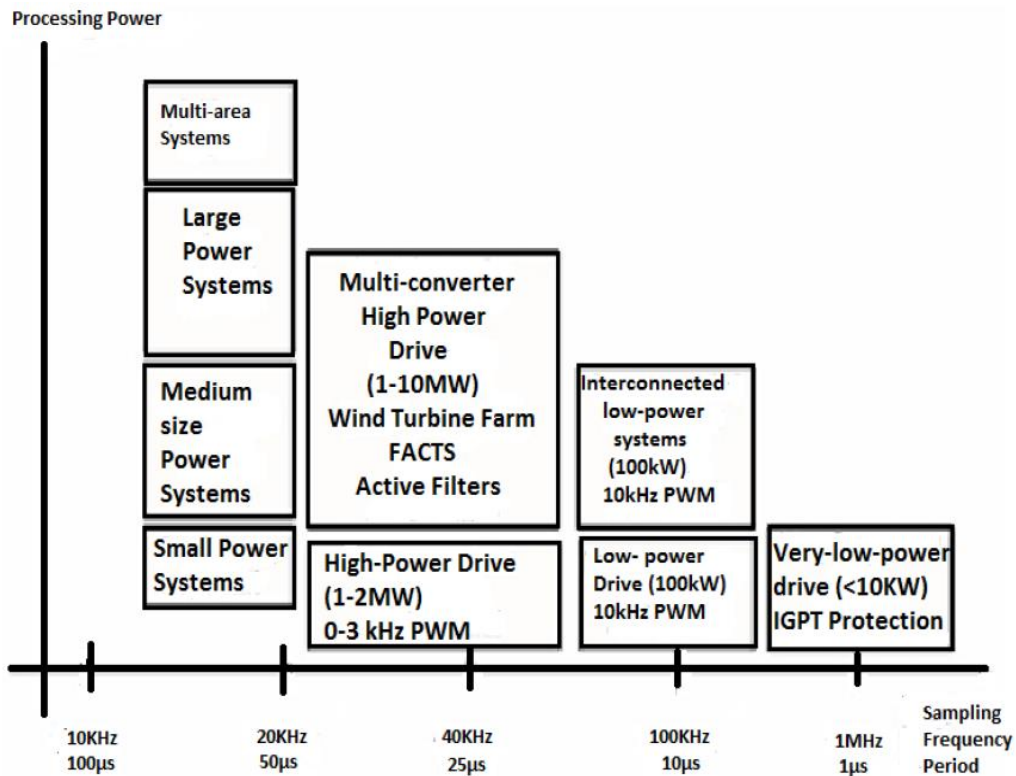 Processing Power
Multi-area
Systems
Large
Power
Systems
Medium
size
Power
Systems
Small Power
Systems
Multi-converter
High Power
Drive
(1-10MW)
Wind Turbine Farm
FACTS
Active Filters
High-Power Drive
(1-2MW)
0-3 kHz PWM
Interconnected
low-power
systems
(100kW)
10kHz PWM
Low- power
Drive (100kW)
10kHz PWM
Very-low-power
drive (<10KW)
IGPT Protection
10KHz
100µs
20KHz
50µs
40KHz
25µs
100KHz
10µs
1MHz
1µs
Sampling
Frequency
Period